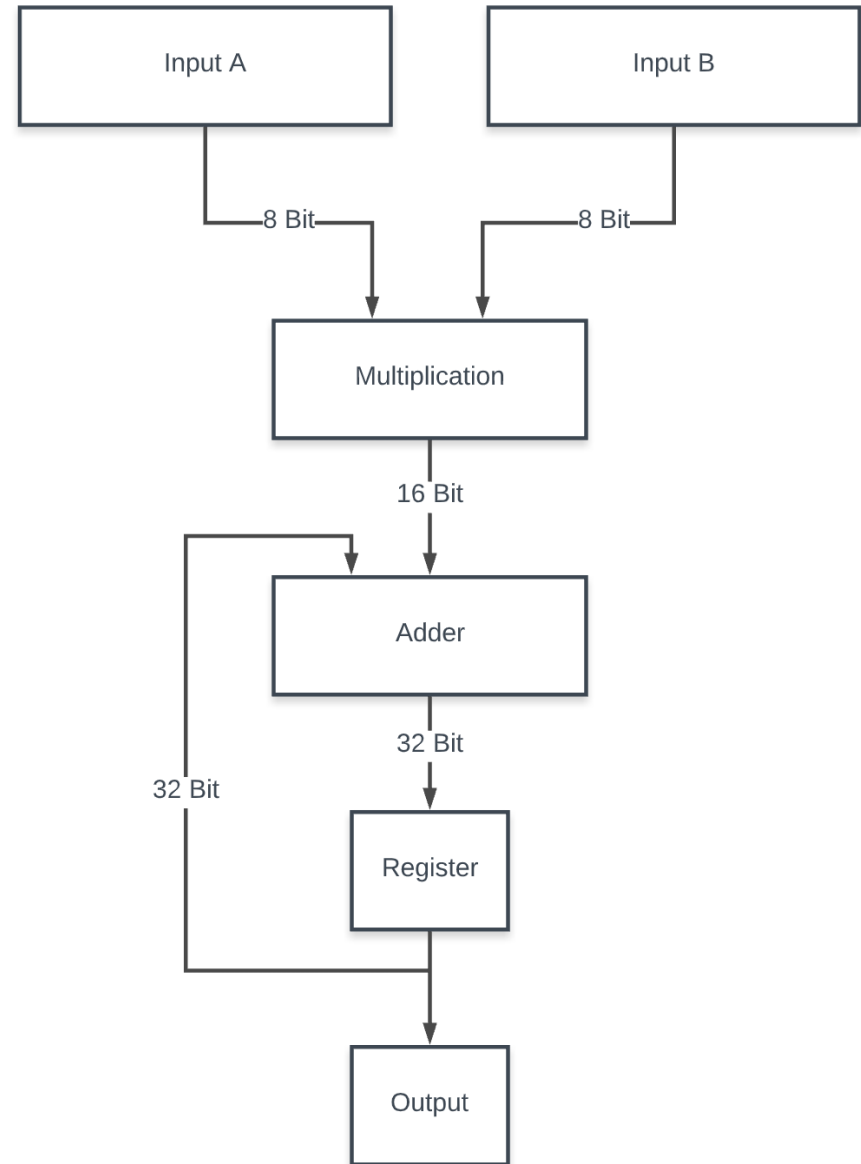 Input A
Input B
8 Bit
8 Bit
Multiplication
16 Bit
Adder
32 Bit
32 Bit
Register
Output